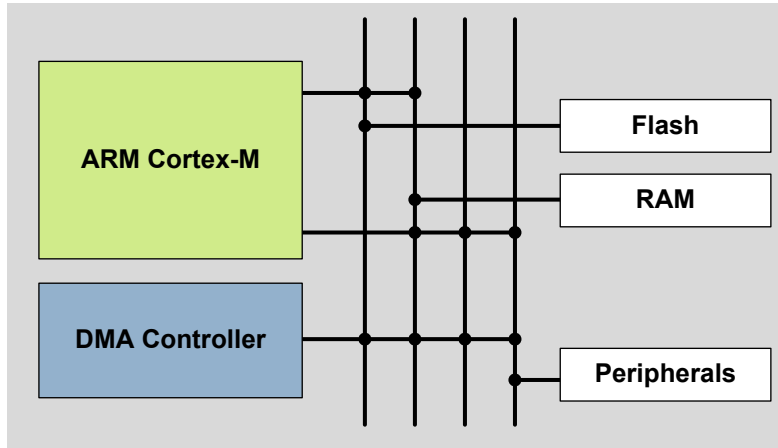 ARM Cortex-M
Flash
RAM
DMA Controller
Peripherals